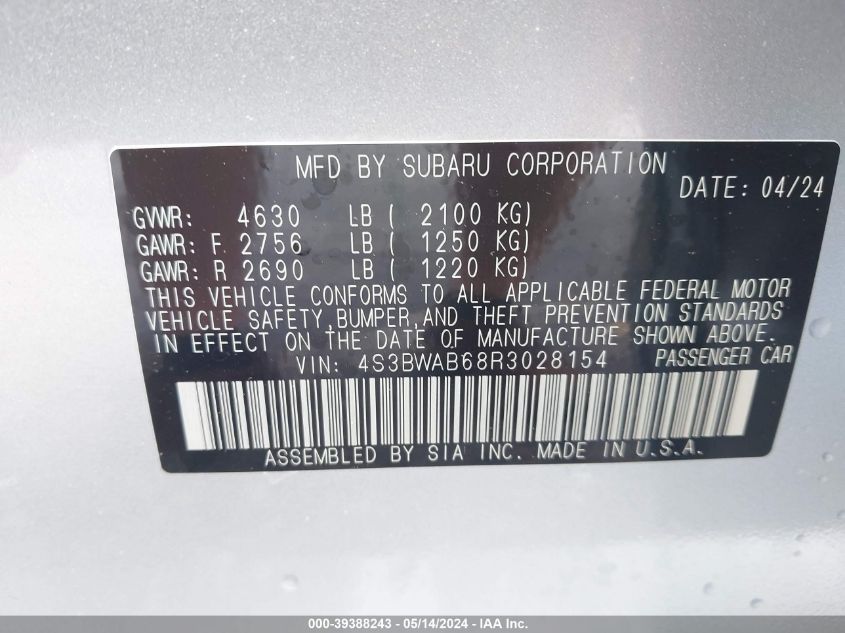 MFD BY SUBARU CORPORATION
DATE: 04/24
GVWR: 4630 LB ( 2100 KG)
GAWR: F 2756 LB ( 1250 KG)
GAWR: R 2690 LB ( 1220 KG)
THIS VEHICLE CONFORMS TO ALL APPLICABLE FEDERAL MOTOR
VEHICLE SAFETY,BUMPER,AND THEFT PREVENTION STANDARDS
IN EFFECT ON THE DATE OF MANUFACTURE SHOWN ABOVE.
VIN: 4S3BWAB68R3028154 PASSENGER CAR
ASSEMBLED BY SIA INC. MADE IN U.S.A.
000-39388243 - 05/14/2024 - IAA Inc.